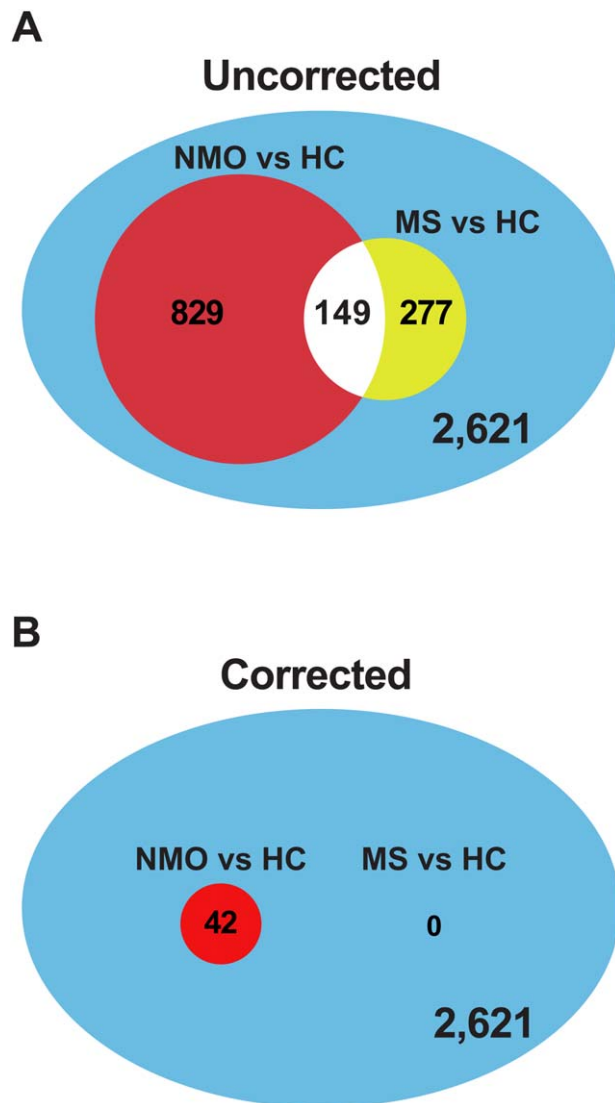 A
Uncorrected
NMO vs HC
MS vs HC
829
149
277
2,621
B
Corrected
NMO vs HC
MS vs HC
42
0
2,621